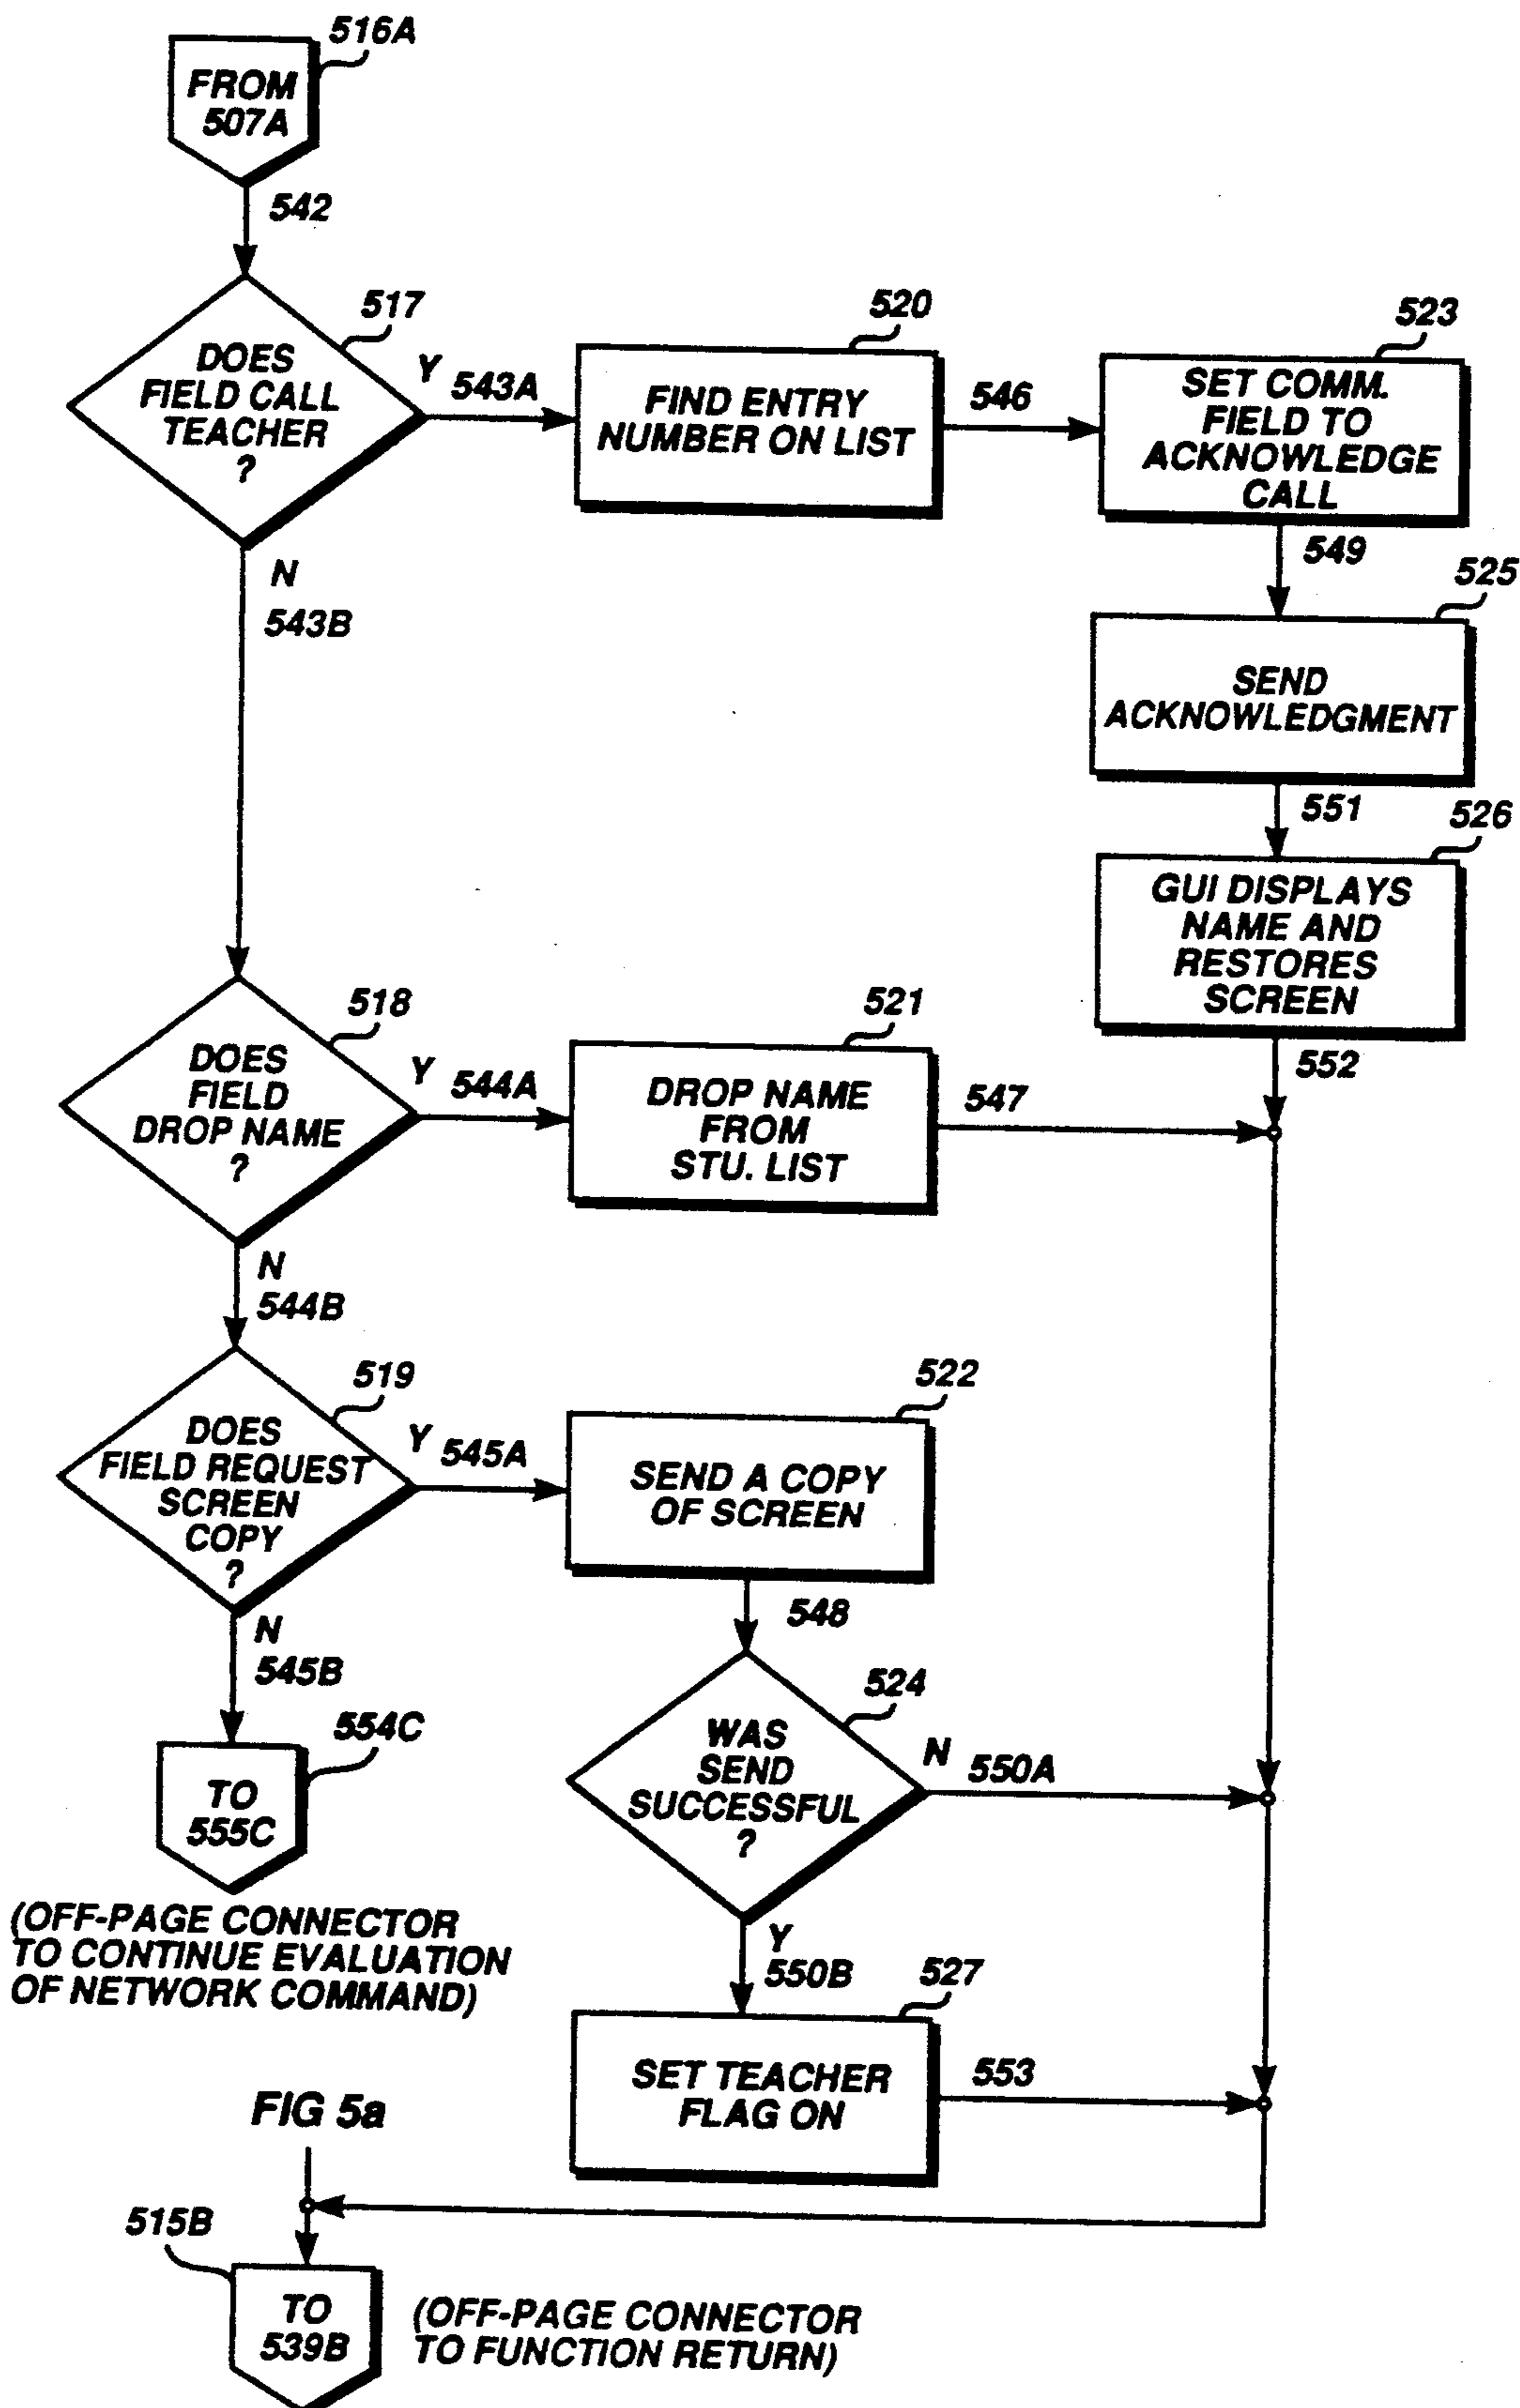 516A
FROM
507A
542
517
DOES
FIELD CALL
TEACHER
?
Y 543A
520
FIND ENTRY
NUMBER ON LIST
546
523
SET COMM.
FIELD TO
ACKNOWLEDGE
CALL
549
525
SEND
ACKNOWLEDGMENT
551
526
GUI DISPLAYS
NAME AND
RESTORES
SCREEN
552
N
543B
518
DOES
FIELD
DROP NAME
?
Y 544A
521
DROP NAME
FROM
STU. LIST
547
N
544B
519
DOES
FIELD REQUEST
SCREEN
COPY
?
Y 545A
522
SEND A COPY
OF SCREEN
548
N
545B
554C
TO
555C
(OFF-PAGE CONNECTOR
TO CONTINUE EVALUATION
OF NETWORK COMMAND)
524
WAS
SEND
SUCCESSFUL
?
N 550A
Y
550B
527
SET TEACHER
FLAG ON
553
FIG 5a
515B
TO
539B
(OFF-PAGE CONNECTOR
TO FUNCTION RETURN)